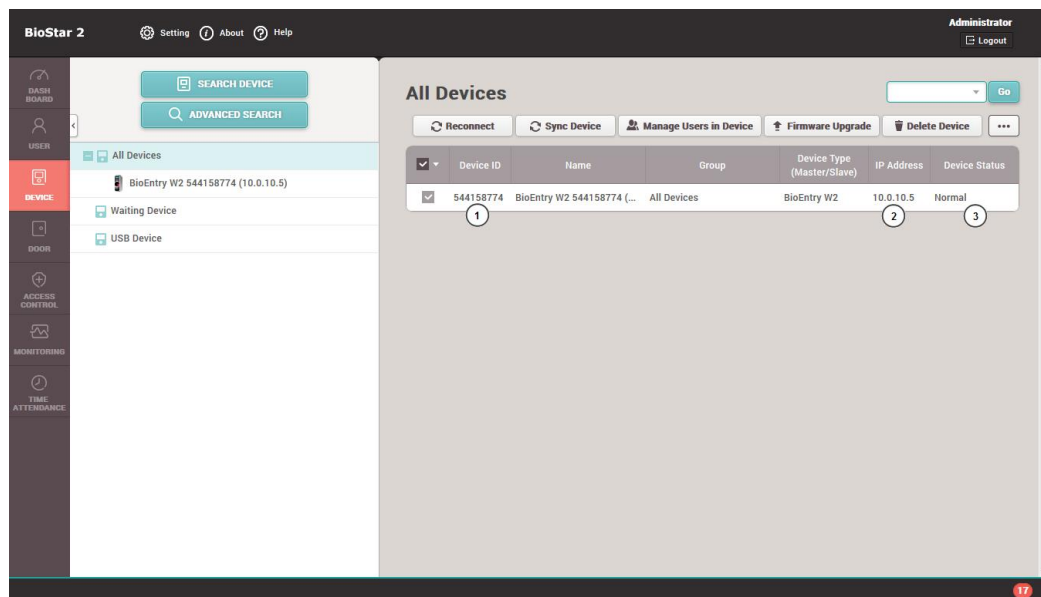 BioStar 2
Setting
About
Help
Administrator
Logout
DASH
BOARD
USER
DEVICE
DOOR
ACCESS
CONTROL
MONITORING
TIME
ATTENDANCE
SEARCH DEVICE
ADVANCED SEARCH
All Devices
BioEntry W2 544158774 (10.0.10.5)
Waiting Device
USB Device
All Devices
Go
Reconnect
Sync Device
Manage Users in Device
Firmware Upgrade
Delete Device
...
Device ID
Name
Group
Device Type
(Master/Slave)
IP Address
Device Status
544158774 BioEntry W2 544158774 (... All Devices BioEntry W2 10.0.10.5 Normal
1 2 3
17